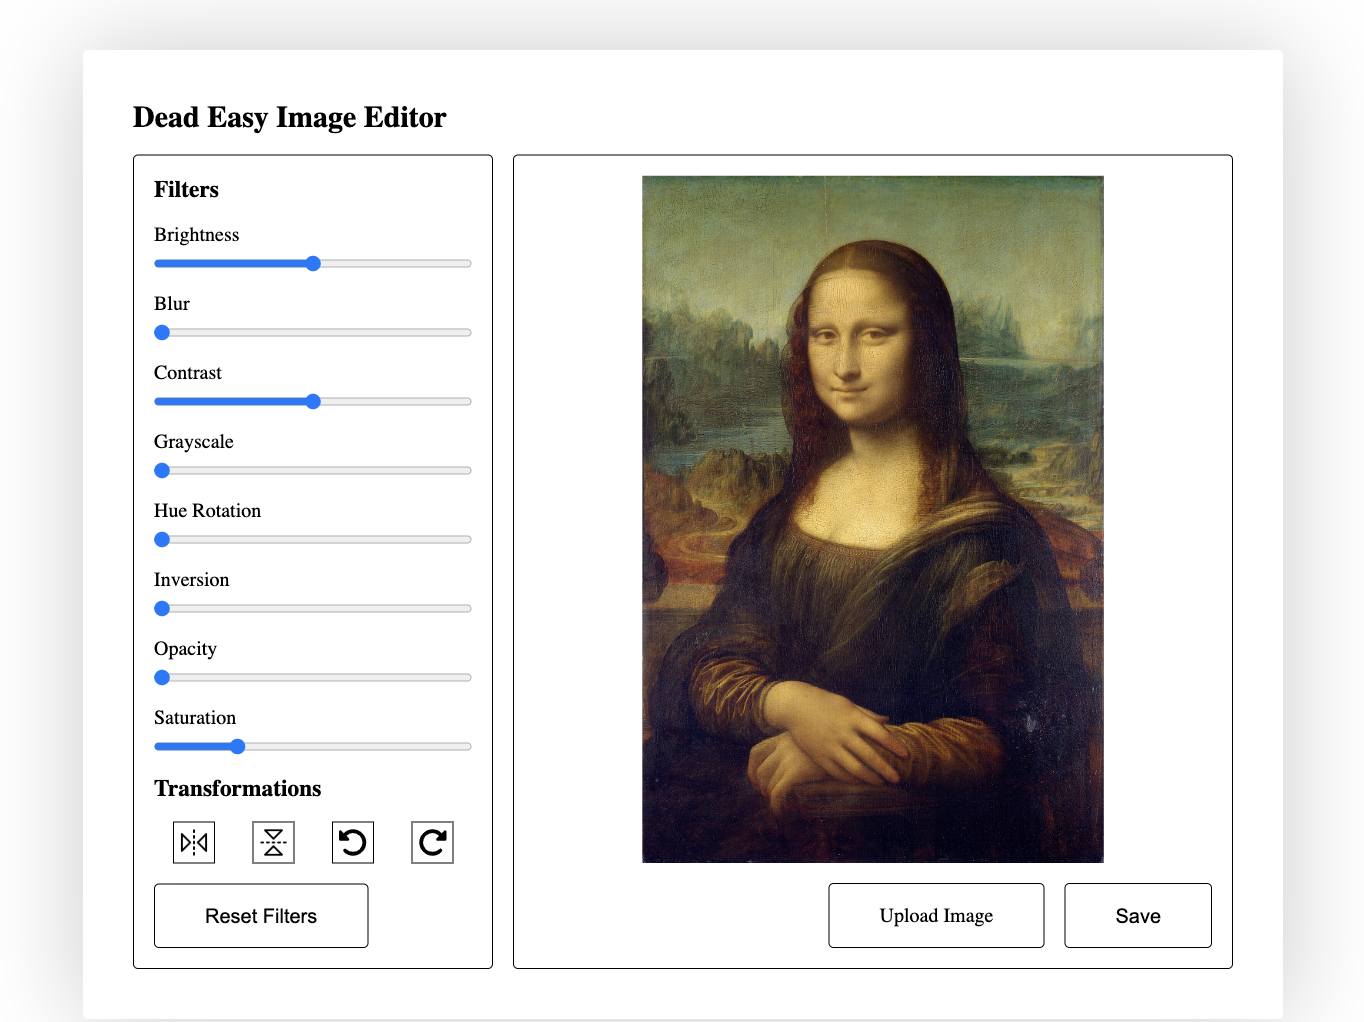 Dead Easy Image Editor
Filters
Brightness
Blur
Contrast
Grayscale
Hue Rotation
Inversion
Opacity
Saturation
Transformations
Reset Filters
Upload Image
Save